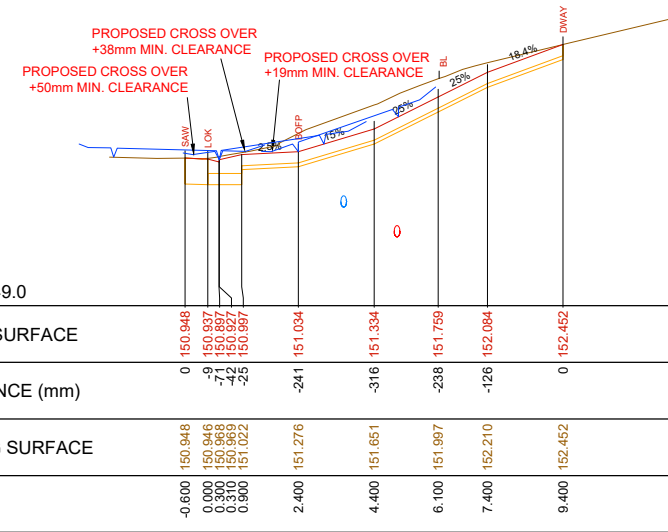 PROPOSED CROSS OVER
+38mm MIN. CLEARANCE
PROPOSED CROSS OVER
+19mm MIN. CLEARANCE
PROPOSED CROSS OVER
+50mm MIN. CLEARANCE
SAW
LOK
BOFP
BL
DWAY
2.5%
15%
25%
25%
18.4%
9.0
SURFACE
150.948 150.937 150.897 150.927 150.997 151.034 151.334 151.759 152.084 152.452
NCE (mm)
0 -9 -71 -42 -25 -241 -316 -238 -126 0
SURFACE
150.948 150.946 150.968 150.969 151.022 151.276 151.651 151.997 152.210 152.452
-0.600 0.000 0.300 0.310 0.900 2.400 4.400 6.100 7.400 9.400